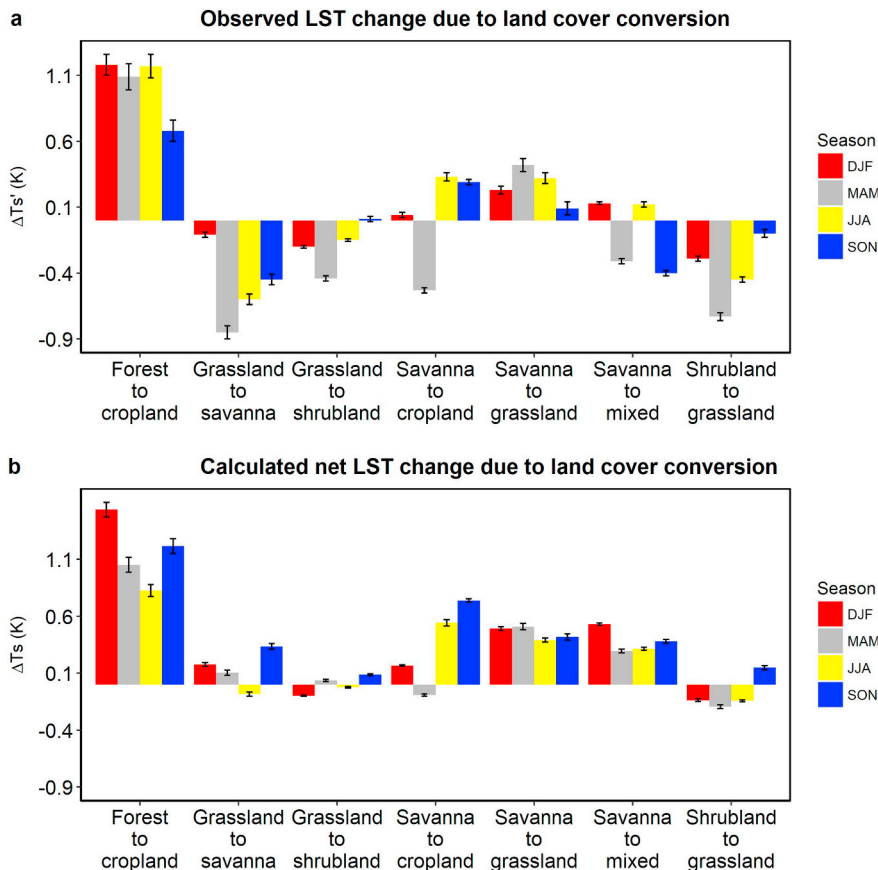 a
Observed LST change due to land cover conversion
ΔTs' (K)
1.1
0.6
0.1
-0.4
-0.9
Forest
to
cropland
Grassland
to
savanna
Grassland
to
shrubland
Savanna
to
cropland
Savanna
to
grassland
Savanna
to
mixed
Shrubland
to
grassland
Season
DJF
MAM
JJA
SON
b
Calculated net LST change due to land cover conversion
ΔTs (K)
1.1
0.6
0.1
-0.4
-0.9
Forest
to
cropland
Grassland
to
savanna
Grassland
to
shrubland
Savanna
to
cropland
Savanna
to
grassland
Savanna
to
mixed
Shrubland
to
grassland
Season
DJF
MAM
JJA
SON